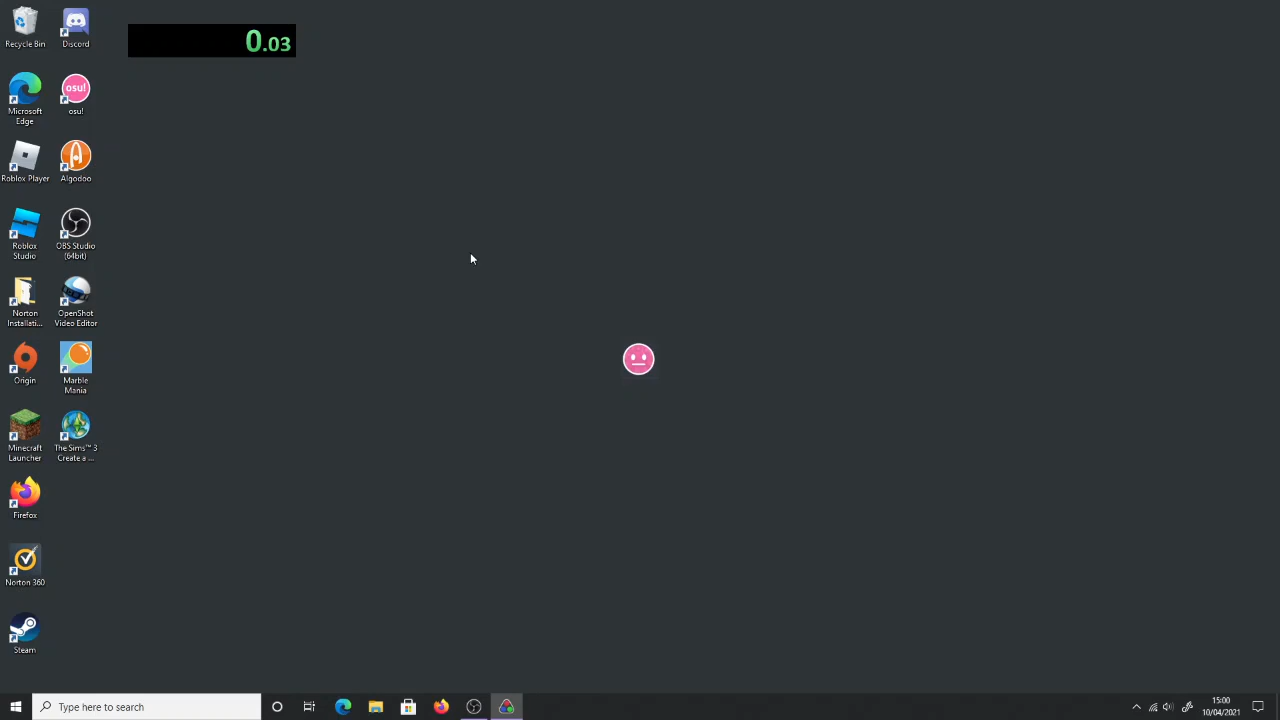 Recycle Bin
Discord
0.03
Microsoft
Edge
osu!
osu!
Roblox Player
Algodoo
Roblox
Studio
OBS Studio
(64bit)
Norton
Installati...
OpenShot
Video Editor
Origin
Marble
Mania
Minecraft
Launcher
The Sims™ 3
Create a ...
Firefox
Norton 360
Steam
Type here to search
15:00
10/04/2021